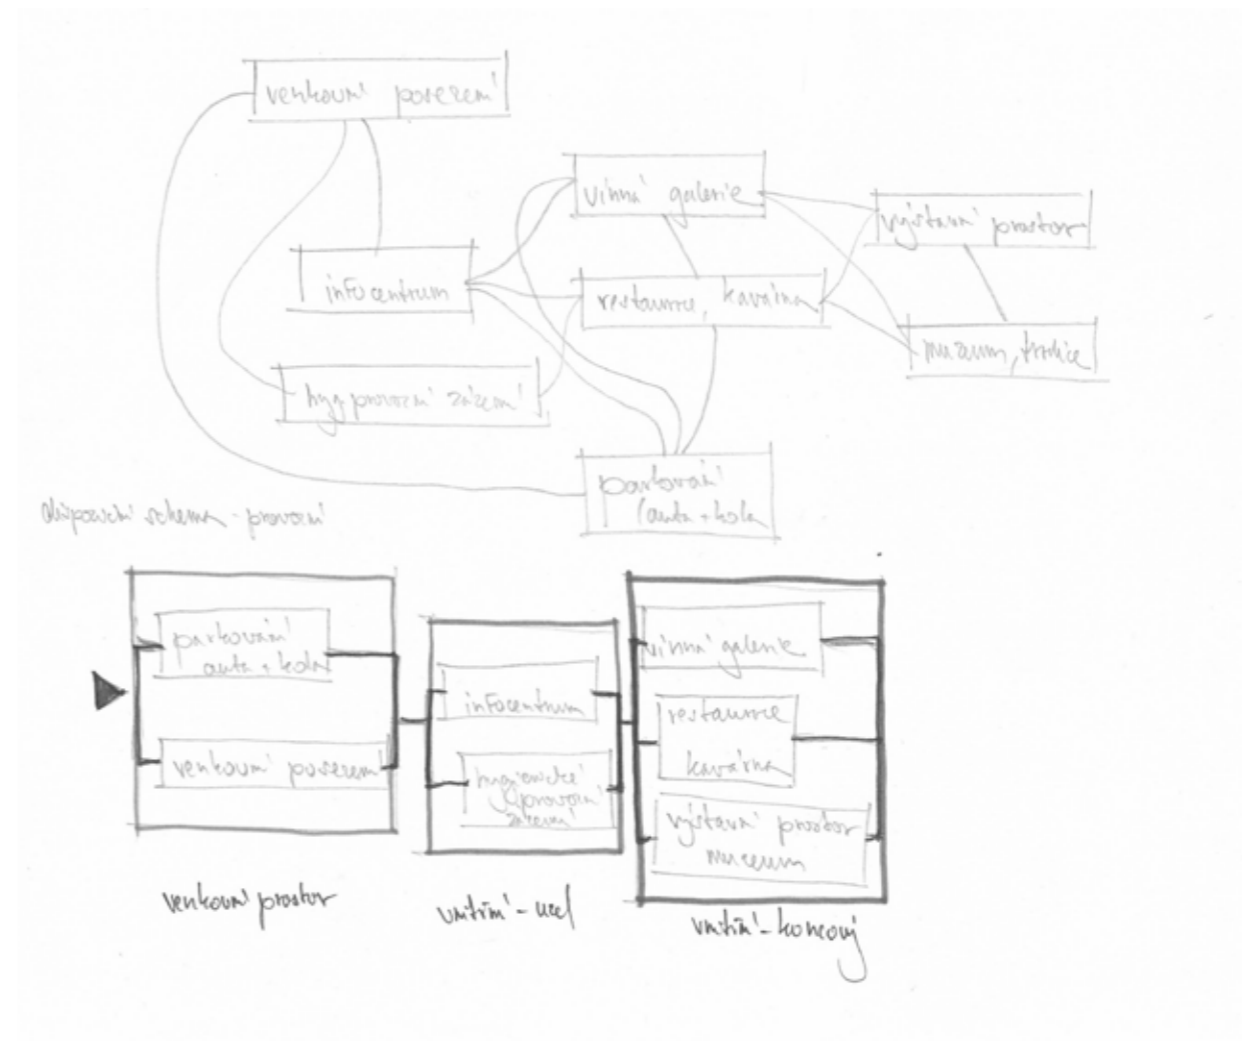 venkovní posezení
vinná galerie
výstavní prostor
infocentrum
restaurace, kavárna
muzeum, tradice
hyg provozní zázemí
parkování
(auta + kola
schema - provozní
parkování
auta + kola
venkovní posezení
infocentrum
hygienické
provozní
zázemí
vinná galerie
restaurace
kavárna
výstavní prostor
muzeum
venkovní prostor
vnitřní - uzel
vnitřní - koncový